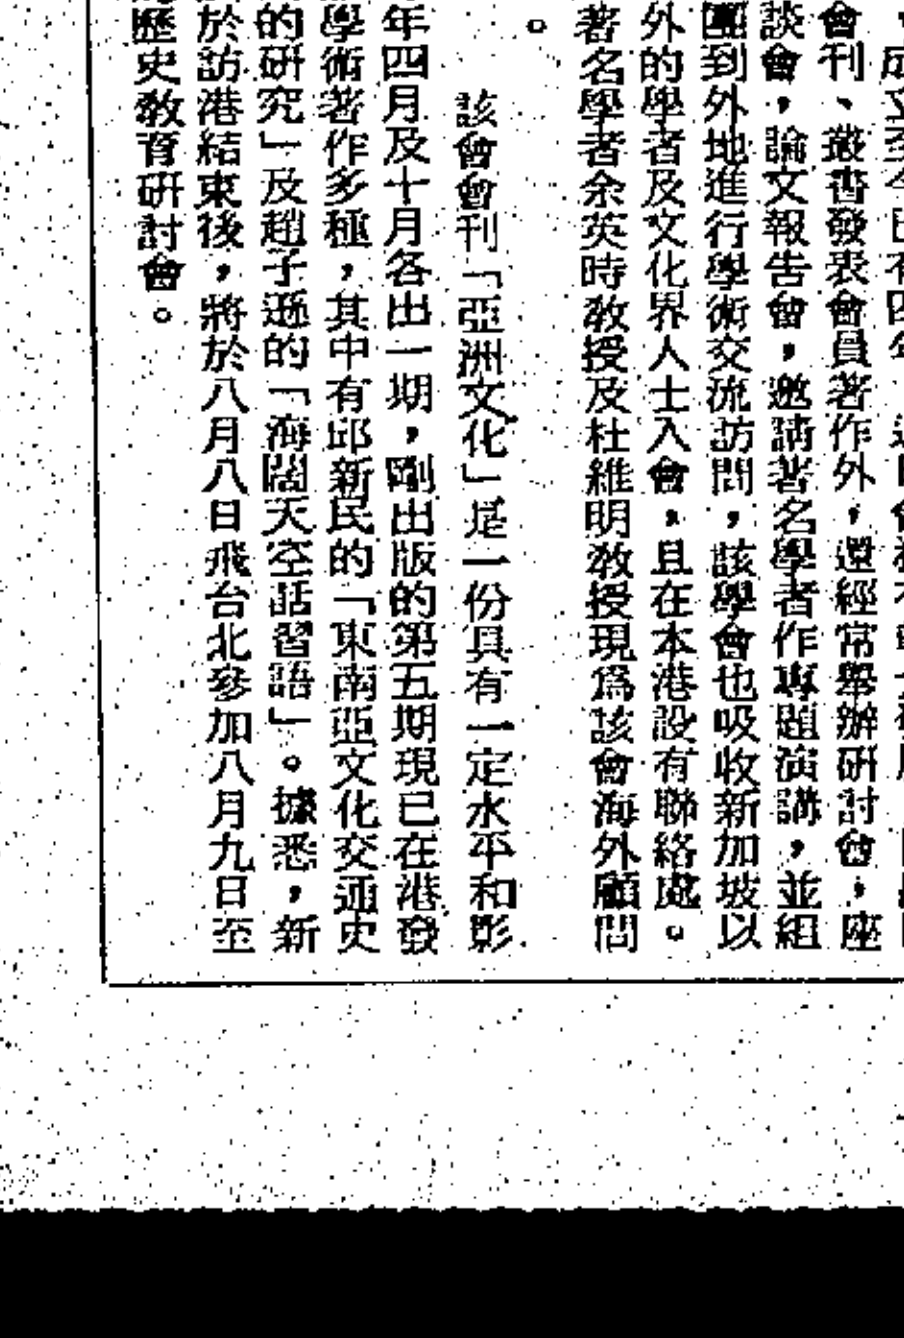 成立至今已有四年
會刊、叢書發表會員著作外，還經常舉辦研討會，座
談會，論文報告會，邀請著名學者作專題演講，並組
團到外地進行學術交流訪問，該學會也吸收新加坡以
外的學者及文化界人士入會，且在本港設有聯絡處。
著名學者余英時教授及杜維明教授現為該會海外顧問
。
該會會刊「亞洲文化」是一份具有一定水平和影
年四月及十月各出一期，剛出版的第五期現已在港發
學術著作多種，其中有邱新民的「東南亞文化交通史
的研究」及趙子遜的「海闊天空話習語」。據悉，新
於訪港結束後，將於八月八日飛台北參加八月九日至
歷史教育研討會。